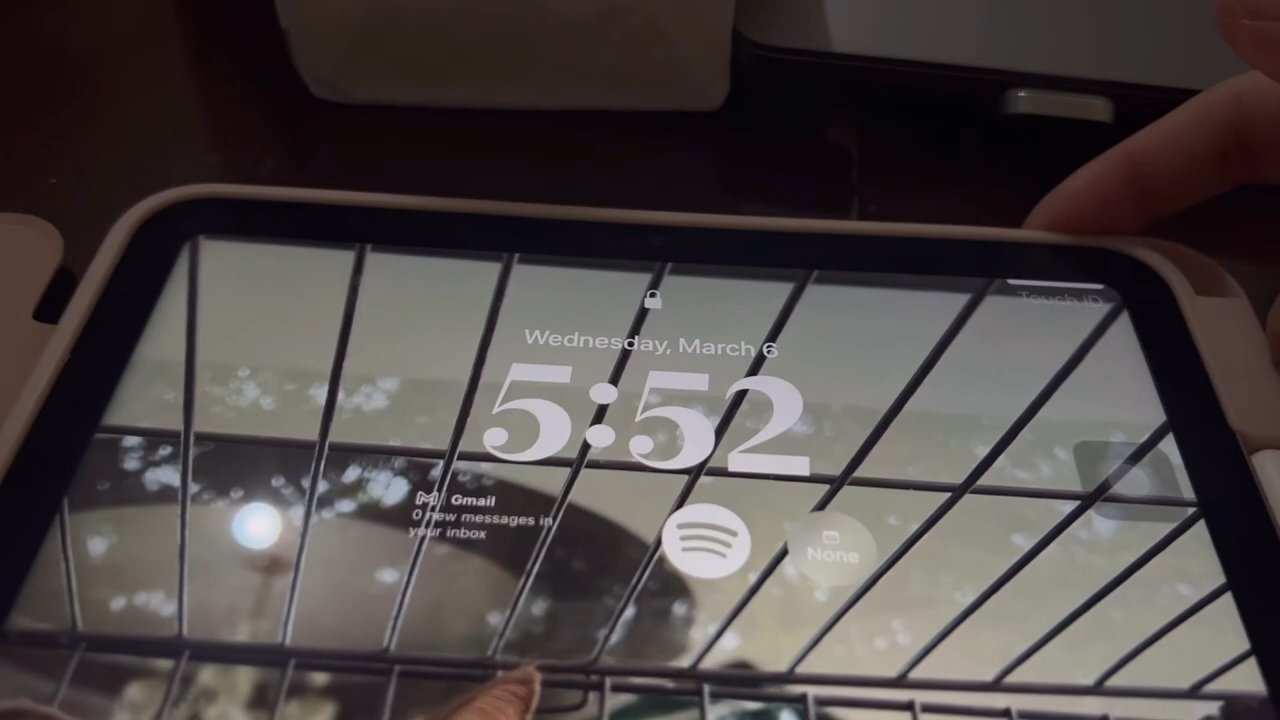 Touch ID
Wednesday, March 6
5:52
Gmail
0 new messages in
your inbox
None